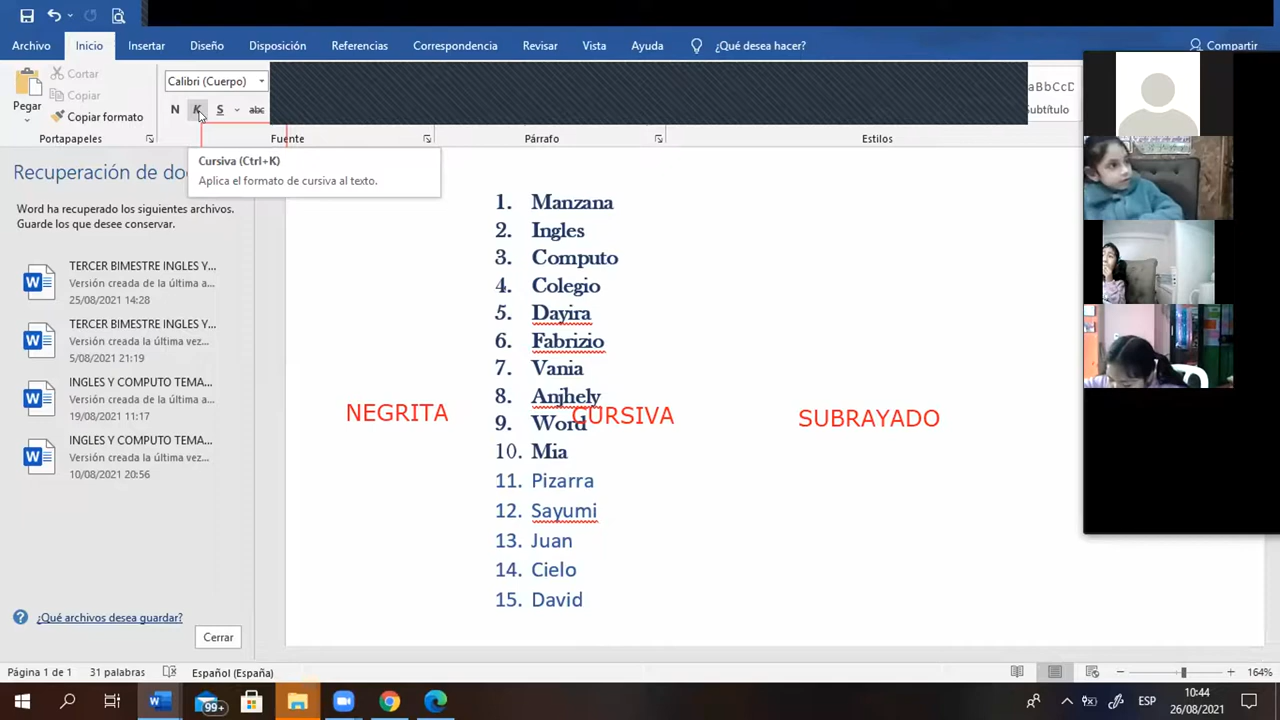 Archivo Inicio Insertar Diseño Disposición Referencias Correspondencia Revisar Vista Ayuda ¿Qué desea hacer? Compartir
Pegar
Cortar
Copiar
Copiar formato
Calibri (Cuerpo)
N K S abc
aBbCcD
Subtítulo
Portapapeles Fuente Párrafo Estilos
Cursiva (Ctrl+K)
Aplica el formato de cursiva al texto.
Recuperación de do
Word ha recuperado los siguientes archivos.
Guarde los que desee conservar.
TERCER BIMESTRE INGLES Y...
Versión creada de la última a...
25/08/2021 14:28
TERCER BIMESTRE INGLES Y...
Versión creada de la última vez...
5/08/2021 21:19
INGLES Y COMPUTO TEMA...
Versión creada de la última a...
19/08/2021 11:17
INGLES Y COMPUTO TEMA...
Versión creada de la última vez...
10/08/2021 20:56
¿Qué archivos desea guardar?
Cerrar
1. Manzana
2. Ingles
3. Computo
4. Colegio
5. Dayira
6. Fabrizio
7. Vania
8. Anjhely
9. Word
10. Mia
11. Pizarra
12. Sayumi
13. Juan
14. Cielo
15. David
NEGRITA CURSIVA SUBRAYADO
Página 1 de 1 31 palabras Español (España) 164%
99+ ESP 10:44
26/08/2021